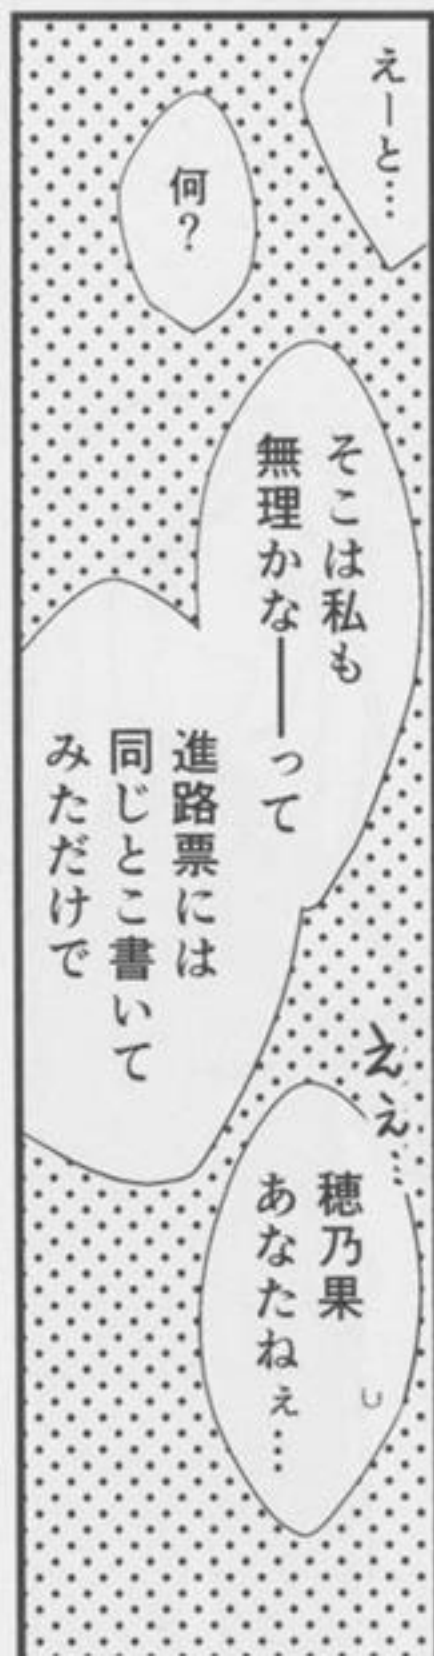 えーと…
何？
そこは私も
無理かな――って
進路票には
同じとこ書いて
みただけで
ええ…
穂乃果
あなたねぇ…